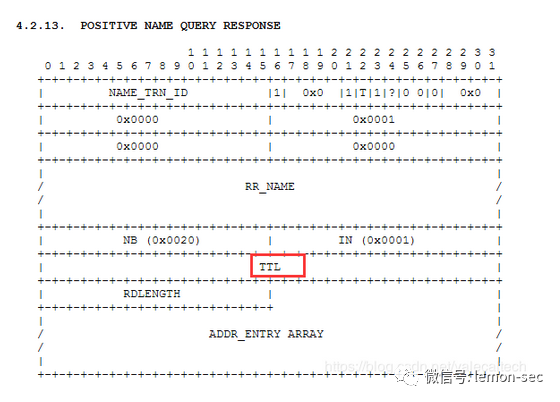 4.2.13. POSITIVE NAME QUERY RESPONSE
1 1 1 1 1 1 1 1 1 1 2 2 2 2 2 2 2 2 2 2 3 3
0 1 2 3 4 5 6 7 8 9 0 1 2 3 4 5 6 7 8 9 0 1 2 3 4 5 6 7 8 9 0 1
+-+-+-+-+-+-+-+-+-+-+-+-+-+-+-+-+-+-+-+-+-+-+-+-+-+-+-+-+-+-+-+-+
| NAME_TRN_ID |1| 0x0 |1|T|1|?|0 0|0| 0x0 |
+-+-+-+-+-+-+-+-+-+-+-+-+-+-+-+-+-+-+-+-+-+-+-+-+-+-+-+-+-+-+-+-+
| 0x0000 | 0x0001 |
+-+-+-+-+-+-+-+-+-+-+-+-+-+-+-+-+-+-+-+-+-+-+-+-+-+-+-+-+-+-+-+-+
| 0x0000 | 0x0000 |
+-+-+-+-+-+-+-+-+-+-+-+-+-+-+-+-+-+-+-+-+-+-+-+-+-+-+-+-+-+-+-+-+
| |
/ RR_NAME /
/ /
| |
+-+-+-+-+-+-+-+-+-+-+-+-+-+-+-+-+-+-+-+-+-+-+-+-+-+-+-+-+-+-+-+-+
| NB (0x0020) | IN (0x0001) |
+-+-+-+-+-+-+-+-+-+-+-+-+-+-+-+-+-+-+-+-+-+-+-+-+-+-+-+-+-+-+-+-+
| TTL |
+-+-+-+-+-+-+-+-+-+-+-+-+-+-+-+-+-+-+-+-+-+-+-+-+-+-+-+-+-+-+-+-+
| RDLENGTH | |
+-+-+-+-+-+-+-+-+-+-+-+-+-+-+-+-+ |
| |
/ ADDR_ENTRY ARRAY /
/ /
| |
+-+-+-+-+-+-+-+-+-+-+-+-+-+-+-+-+-+-+-+-+-+-+-+-+-+-+-+-+-+-+-+-+
微信号: lemon-sec